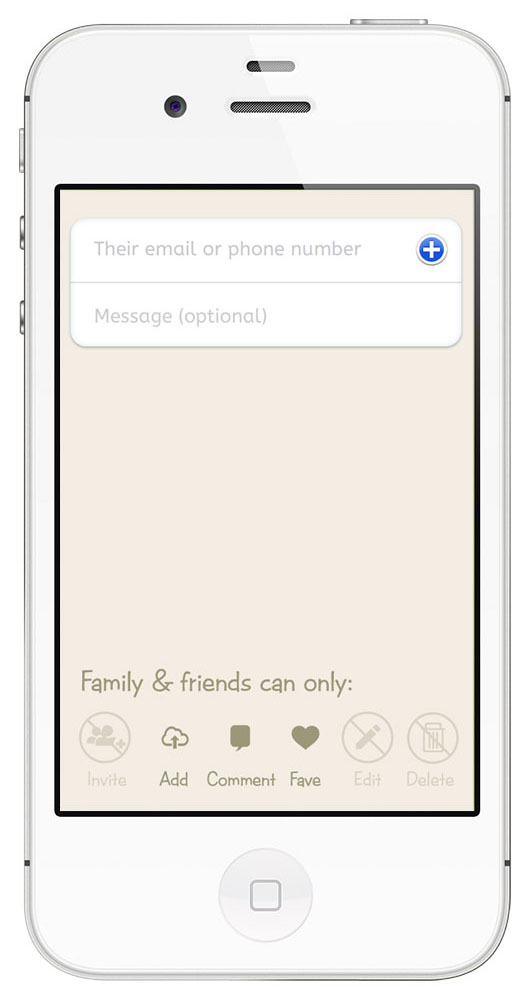 Their email or phone number
Message (optional)
Family & friends can only:
Invite Add Comment Fave Edit Delete